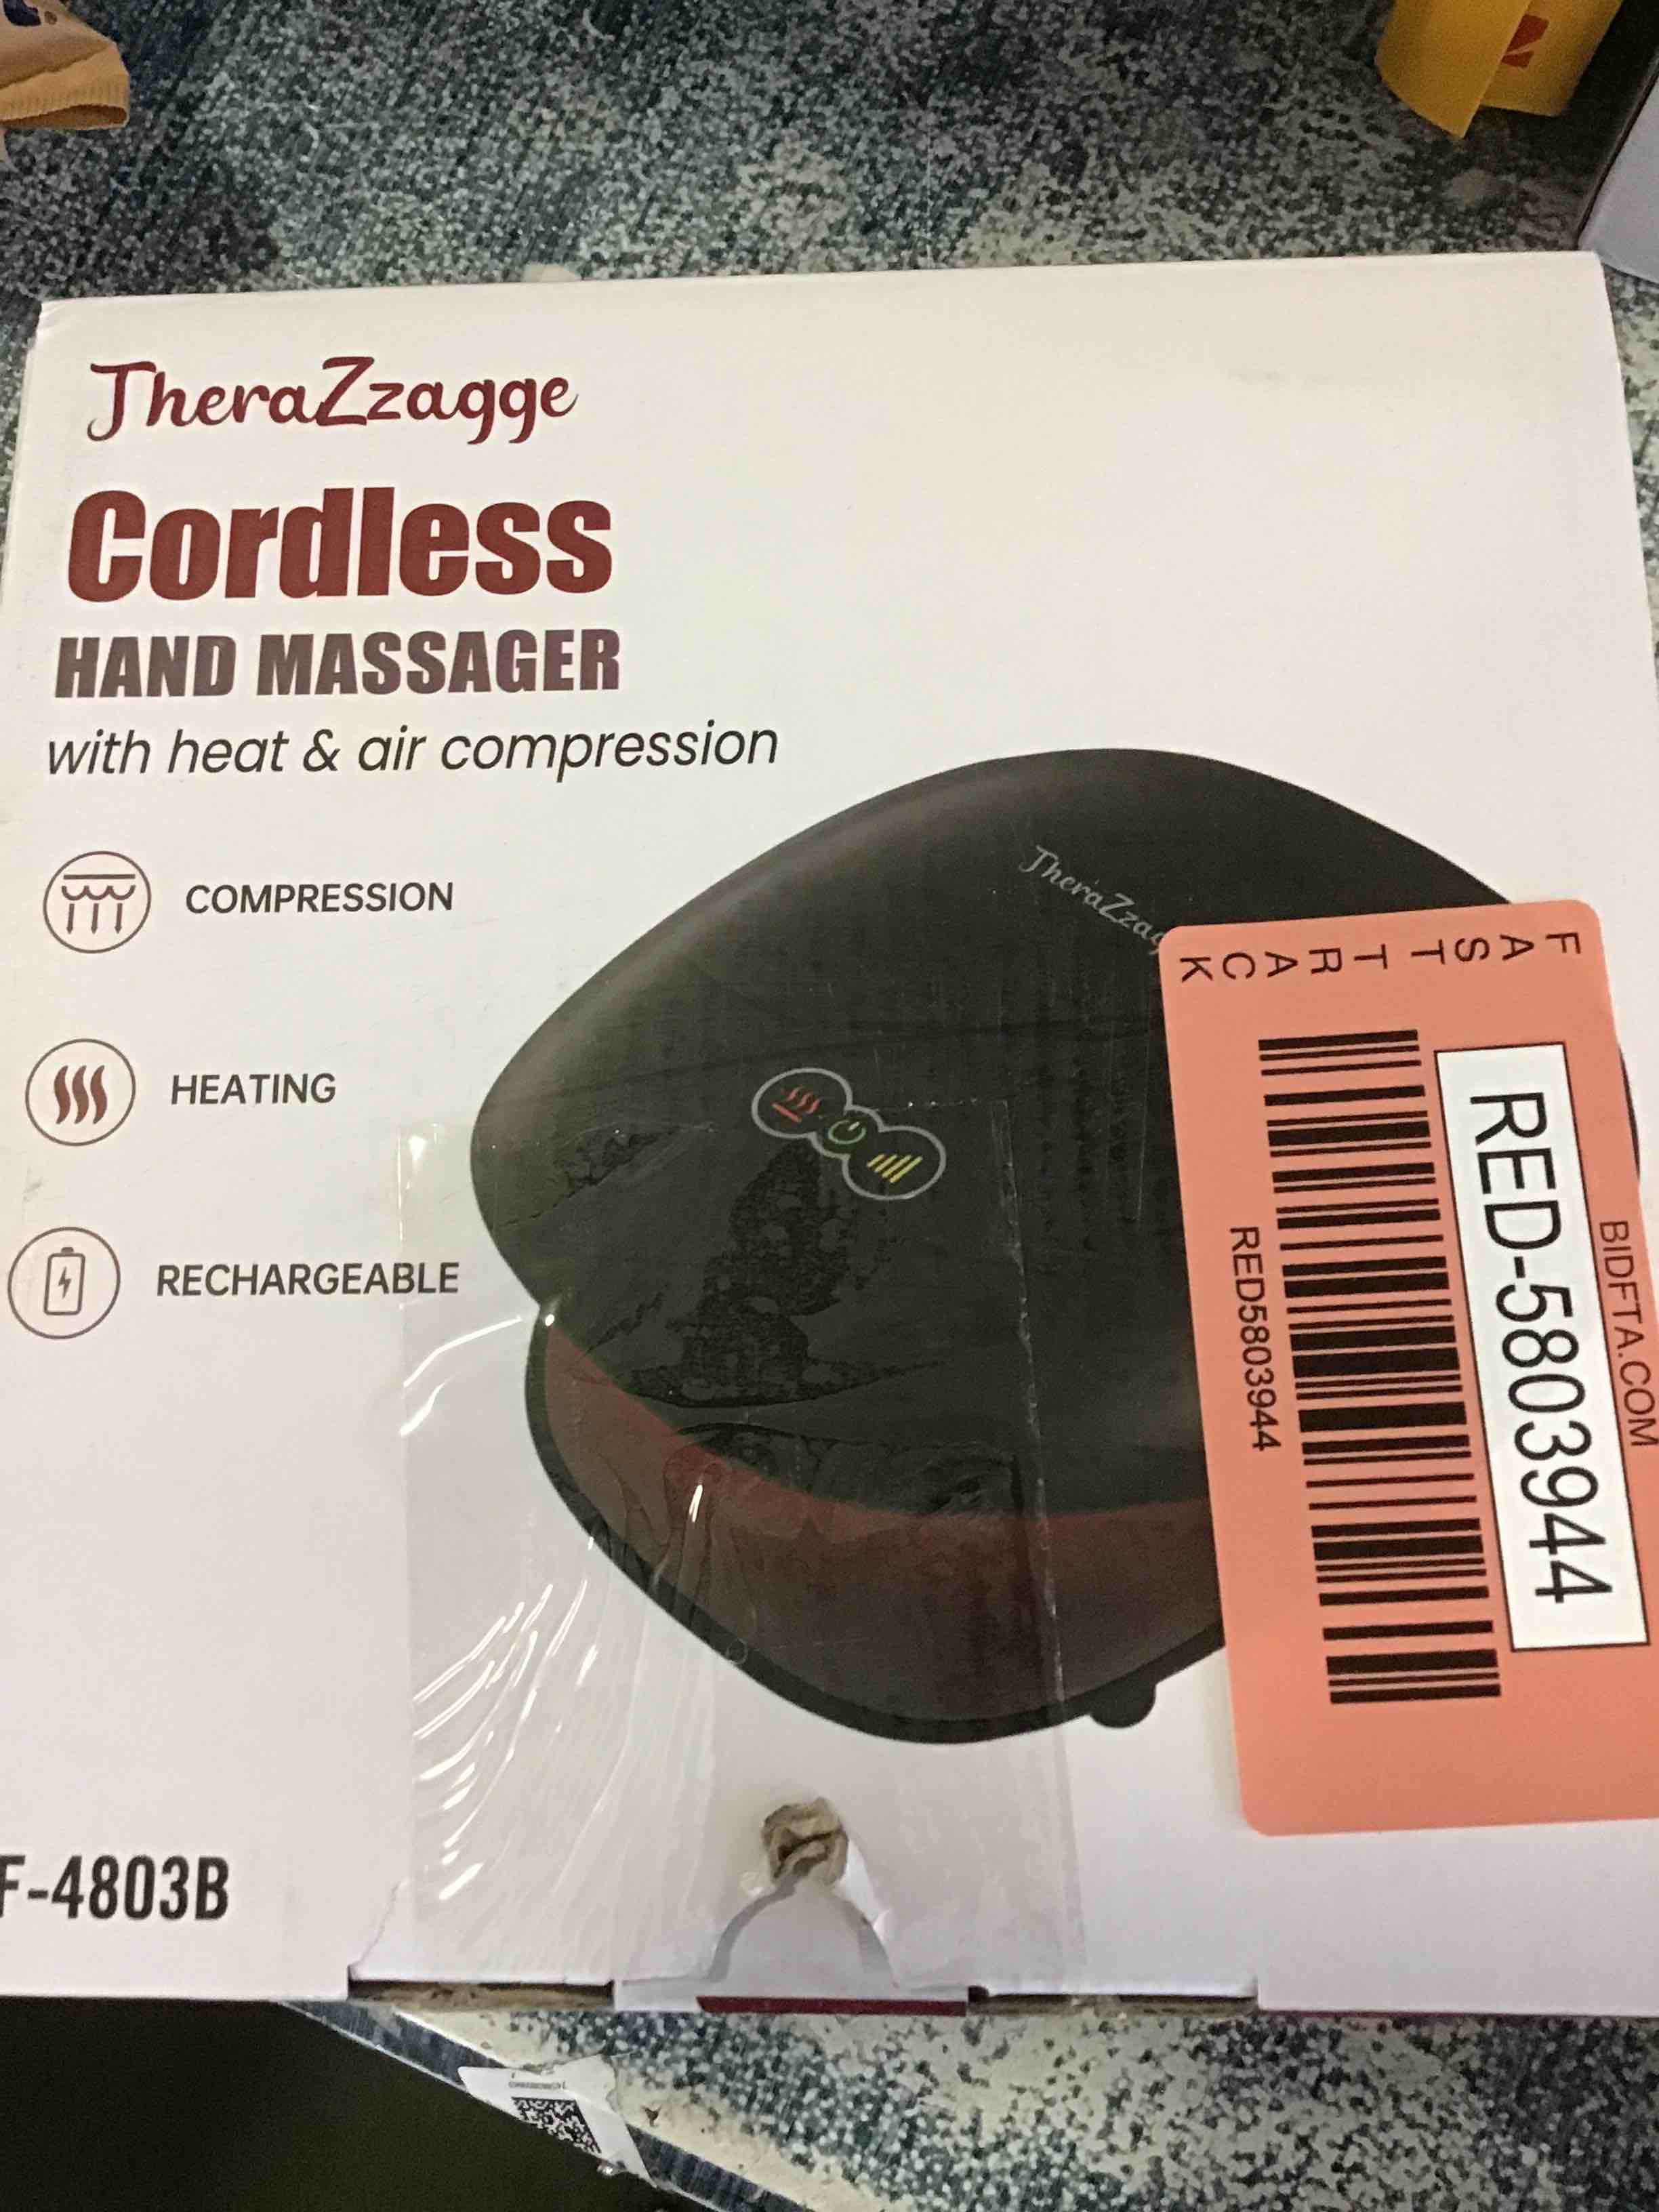 TheraZzagge
Cordless
HAND MASSAGER
with heat & air compression
COMPRESSION
HEATING
RECHARGEABLE
TheraZzag
FAST TRACK
BIDFTA.COM
RED-5803944
RED5803944
F-4803B